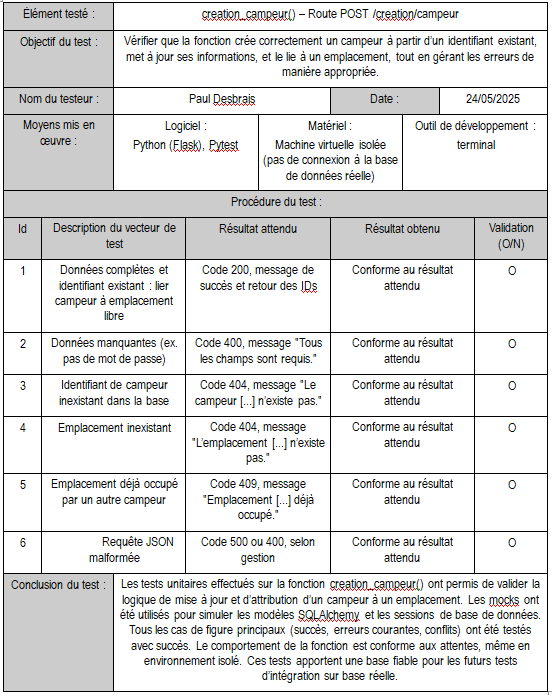 Élément testé :
creation_campeur() – Route POST /creation/campeur
Objectif du test :
Vérifier que la fonction crée correctement un campeur à partir d'un identifiant existant,
met à jour ses informations, et le lie à un emplacement, tout en gérant les erreurs de
manière appropriée.
Nom du testeur :
Paul Desbrais
Date :
24/05/2025
Moyens mis en
œuvre :
Logiciel :
Python (Flask), Pytest
Matériel :
Machine virtuelle isolée
(pas de connexion à la base
de données réelle)
Outil de développement :
terminal
Procédure du test :
Id
Description du vecteur de
test
Résultat attendu
Résultat obtenu
Validation
(O/N)
1
Données complètes et
identifiant existant : lier
campeur à emplacement
libre
Code 200, message de
succès et retour des IDs
Conforme au résultat
attendu
O
2
Données manquantes (ex.
pas de mot de passe)
Code 400, message "Tous
les champs sont requis."
Conforme au résultat
attendu
O
3
Identifiant de campeur
inexistant dans la base
Code 404, message "Le
campeur [...] n'existe pas."
Conforme au résultat
attendu
O
4
Emplacement inexistant
Code 404, message
"L'emplacement [...] n'existe
pas."
Conforme au résultat
attendu
O
5
Emplacement déjà occupé
par un autre campeur
Code 409, message
"Emplacement [...] déjà
occupé."
Conforme au résultat
attendu
O
6
Requête JSON
malformée
Code 500 ou 400, selon
gestion
Conforme au résultat
attendu
O
Conclusion du test :
Les tests unitaires effectués sur la fonction creation_campeur() ont permis de valider la
logique de mise à jour et d'attribution d'un campeur à un emplacement. Les mocks ont
été utilisés pour simuler les modèles SQLAlchemy et les sessions de base de données.
Tous les cas de figure principaux (succès, erreurs courantes, conflits) ont été testés
avec succès. Le comportement de la fonction est conforme aux attentes, même en
environnement isolé. Ces tests apportent une base fiable pour les futurs tests
d'intégration sur base réelle.